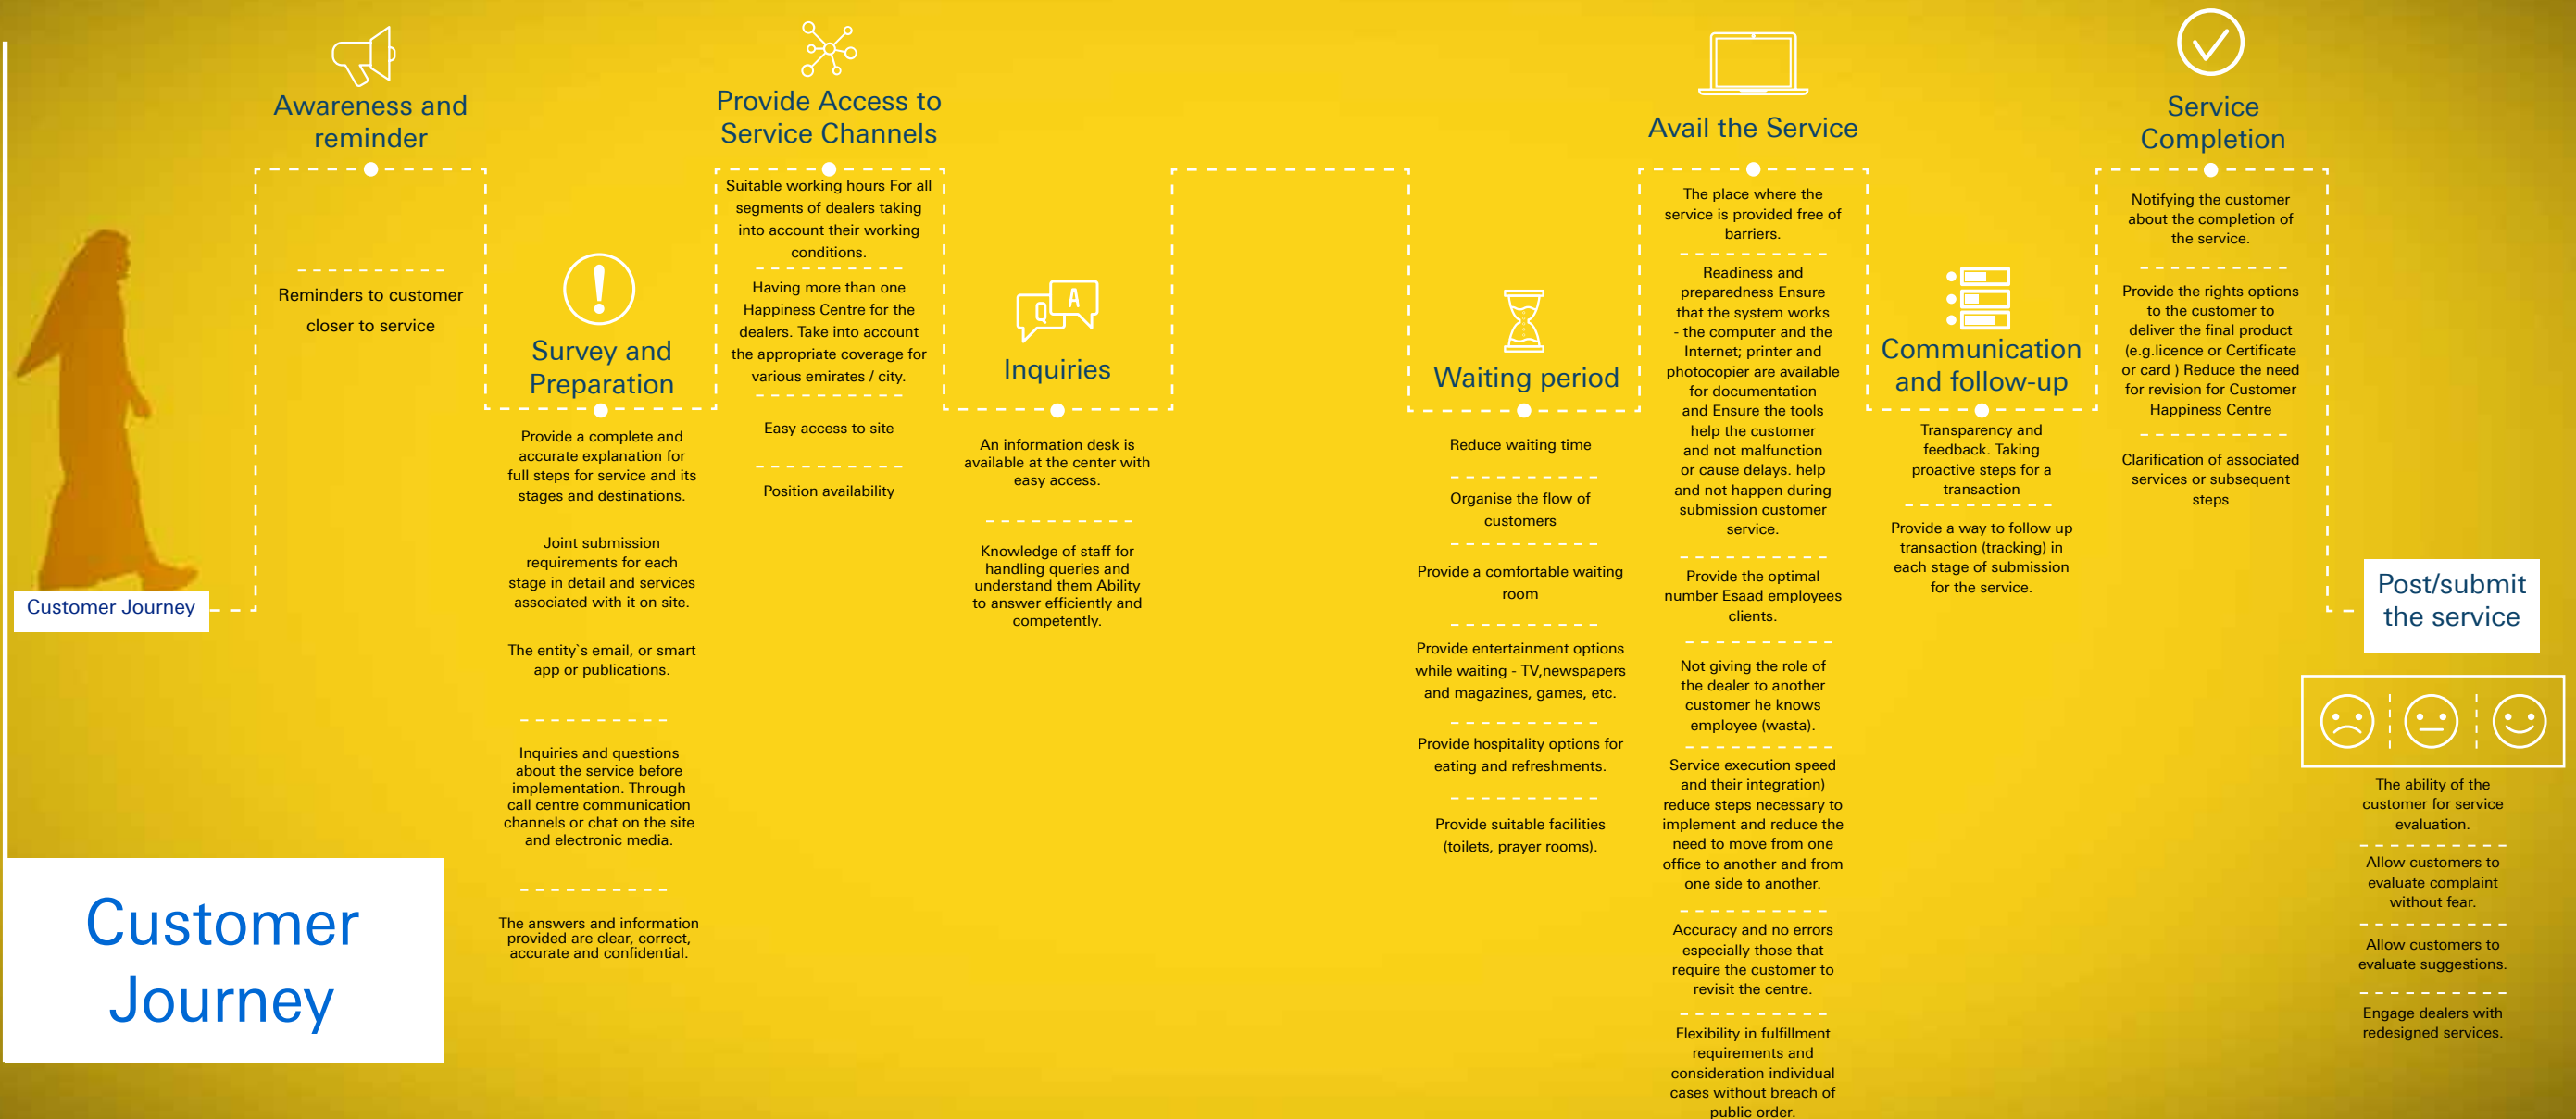 Awareness and
reminder
Reminders to customer
closer to service
Survey and
Preparation
Provide a complete and
accurate explanation for
full steps for service and its
stages and destinations.
Joint submission
requirements for each
stage in detail and services
associated with it on site.
The entity`s email, or smart
app or publications.
Inquiries and questions
about the service before
implementation. Through
call centre communication
channels or chat on the site
and electronic media.
The answers and information
provided are clear, correct,
accurate and confidential.
Provide Access to
Service Channels
Suitable working hours For all
segments of dealers taking
into account their working
conditions.
Having more than one
Happiness Centre for the
dealers. Take into account
the appropriate coverage for
various emirates / city.
Easy access to site
Position availability
Q
A
Inquiries
An information desk is
available at the center with
easy access.
Knowledge of staff for
handling queries and
understand them Ability
to answer efficiently and
competently.
Waiting period
Reduce waiting time
Organise the flow of
customers
Provide a comfortable waiting
room
Provide entertainment options
while waiting - TV,newspapers
and magazines, games, etc.
Provide hospitality options for
eating and refreshments.
Provide suitable facilities
(toilets, prayer rooms).
Avail the Service
The place where the
service is provided free of
barriers.
Readiness and
preparedness Ensure
that the system works
- the computer and the
Internet; printer and
photocopier are available
for documentation
and Ensure the tools
help the customer
and not malfunction
or cause delays. help
and not happen during
submission customer
service.
Provide the optimal
number Esaad employees
clients.
Not giving the role of
the dealer to another
customer he knows
employee (wasta).
Service execution speed
and their integration)
reduce steps necessary to
implement and reduce the
need to move from one
office to another and from
one side to another.
Accuracy and no errors
especially those that
require the customer to
revisit the centre.
Flexibility in fulfillment
requirements and
consideration individual
cases without breach of
public order.
Communication
and follow-up
Transparency and
feedback. Taking
proactive steps for a
transaction
Provide a way to follow up
transaction (tracking) in
each stage of submission
for the service.
Service
Completion
Notifying the customer
about the completion of
the service.
Provide the rights options
to the customer to
deliver the final product
(e.g.licence or Certificate
or card ) Reduce the need
for revision for Customer
Happiness Centre
Clarification of associated
services or subsequent
steps
Post/submit
the service
The ability of the
customer for service
evaluation.
Allow customers to
evaluate complaint
without fear.
Allow customers to
evaluate suggestions.
Engage dealers with
redesigned services.
Customer Journey
Customer
Journey